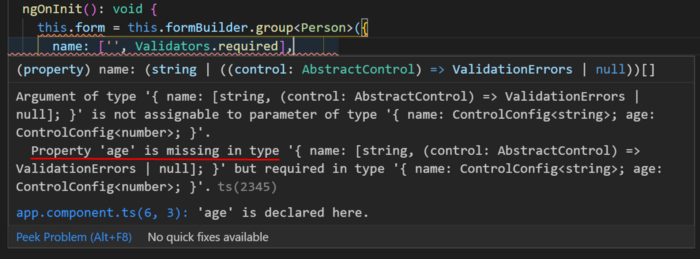 ngOnInit(): void {
this.form = this.formBuilder.group<Person>({
name: ['', Validators.required],
(property) name: (string | ((control: AbstractControl) => ValidationErrors | null))[]
Argument of type '{ name: [string, (control: AbstractControl) => ValidationErrors |
null]; }' is not assignable to parameter of type '{ name: ControlConfig<string>; age:
ControlConfig<number>; }'.
Property 'age' is missing in type '{ name: [string, (control: AbstractControl) =>
ValidationErrors | null]; }' but required in type '{ name: ControlConfig<string>; age:
ControlConfig<number>; }'. ts(2345)
app.component.ts(6, 3): 'age' is declared here.
Peek Problem (Alt+F8) No quick fixes available